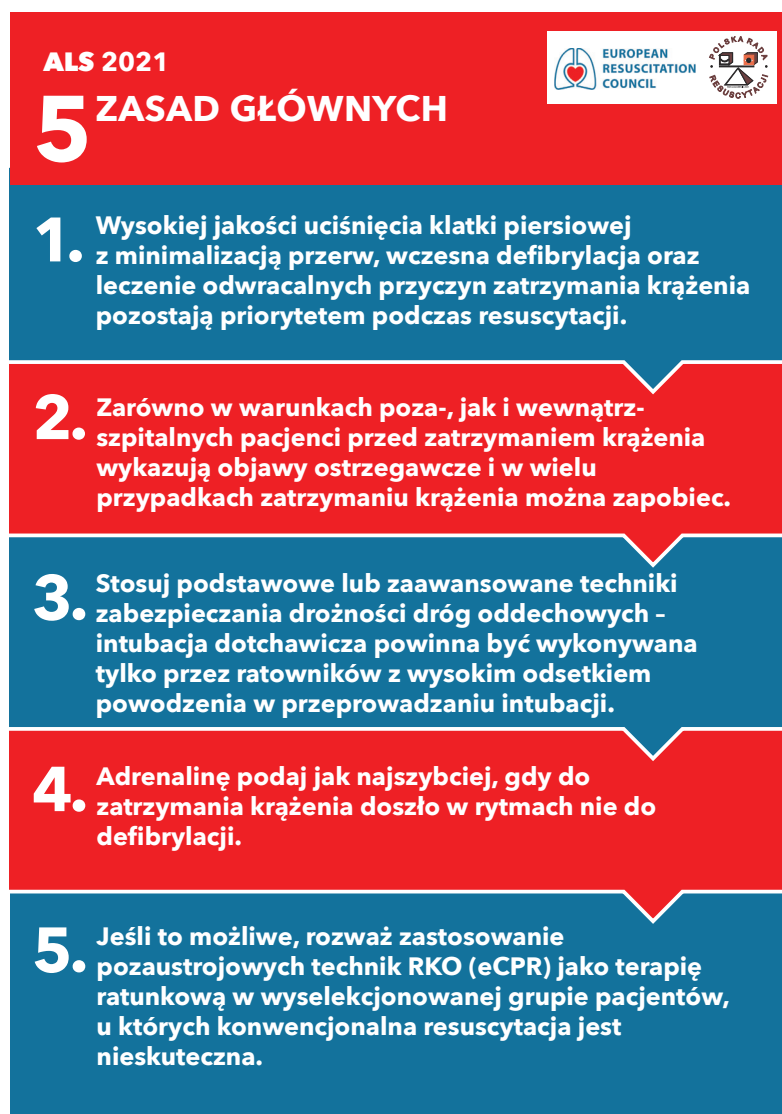 ALS 2021
5 ZASAD GŁÓWNYCH
EUROPEAN
RESUSCITATION
COUNCIL
POLSKA RADA
RESUSCYTACJI
1. Wysokiej jakości uciśnięcia klatki piersiowej
z minimalizacją przerw, wczesna defibrylacja oraz
leczenie odwracalnych przyczyn zatrzymania krążenia
pozostają priorytetem podczas resuscytacji.
2. Zarówno w warunkach poza-, jak i wewnątrz-
szpitalnych pacjenci przed zatrzymaniem krążenia
wykazują objawy ostrzegawcze i w wielu
przypadkach zatrzymaniu krążenia można zapobiec.
3. Stosuj podstawowe lub zaawansowane techniki
zabezpieczania drożności dróg oddechowych –
intubacja dotchawicza powinna być wykonywana
tylko przez ratowników z wysokim odsetkiem
powodzenia w przeprowadzaniu intubacji.
4. Adrenalinę podaj jak najszybciej, gdy do
zatrzymania krążenia doszło w rytmach nie do
defibrylacji.
5. Jeśli to możliwe, rozważ zastosowanie
pozaustrojowych technik RKO (eCPR) jako terapię
ratunkową w wyselekcjonowanej grupie pacjentów,
u których konwencjonalna resuscytacja jest
nieskuteczna.